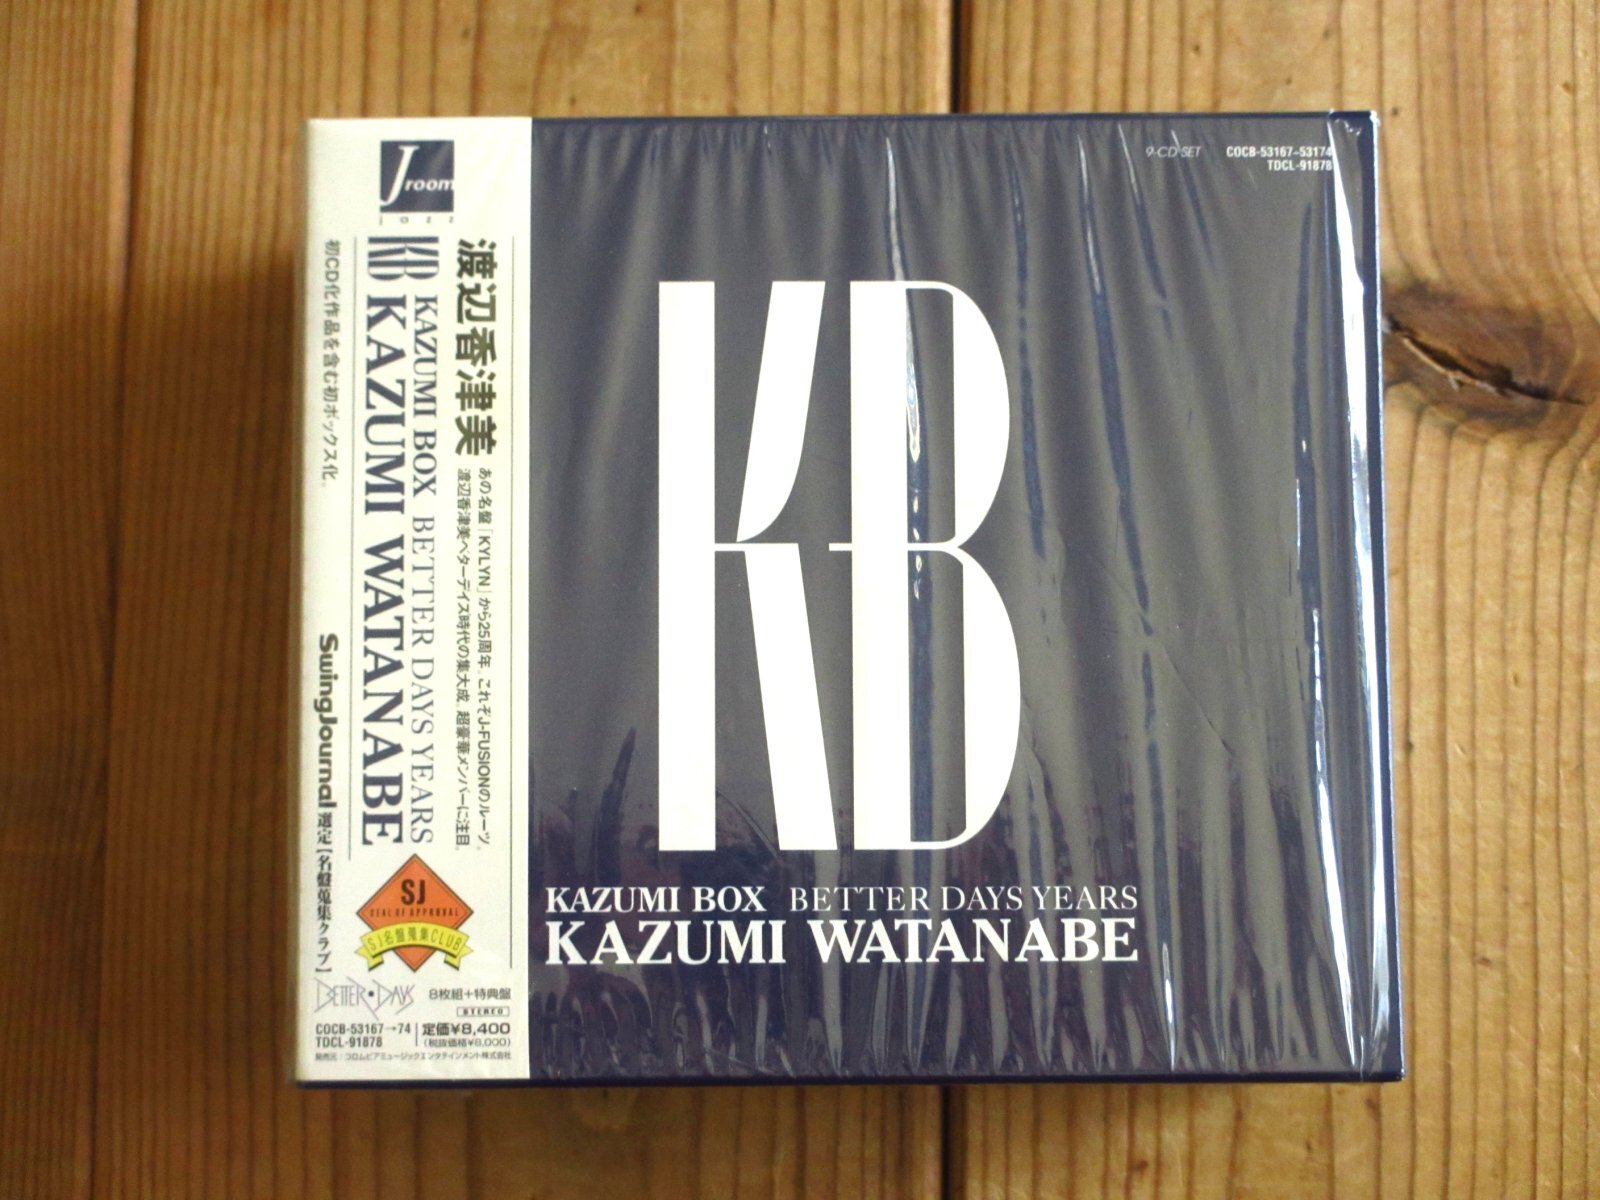 J room
jazz
渡辺香津美
あの名盤「KYLYN」から25周年。これぞJ-FUSIONのルーツ。
渡辺香津美ベターデイズ時代の集大成。超豪華メンバーに注目。
KB KAZUMI BOX BETTER DAYS YEARS
KAZUMI WATANABE
初CD化作品を含む初ボックス化。
SwingJournal選定【名盤蒐集クラブ】
SJ
SEAL OF APPROVAL
SJ名盤蒐集CLUB
BETTER・DAYS
8枚組+特典盤
STEREO
COCB-53167→74
TDCL-91878
定価¥8,400
(税抜価格¥8,000)
発売元:コロムビアミュージックエンタテインメント株式会社
9-CD SET
COCB-53167~53174
TDCL-91878
KB
KAZUMI BOX BETTER DAYS YEARS
KAZUMI WATANABE